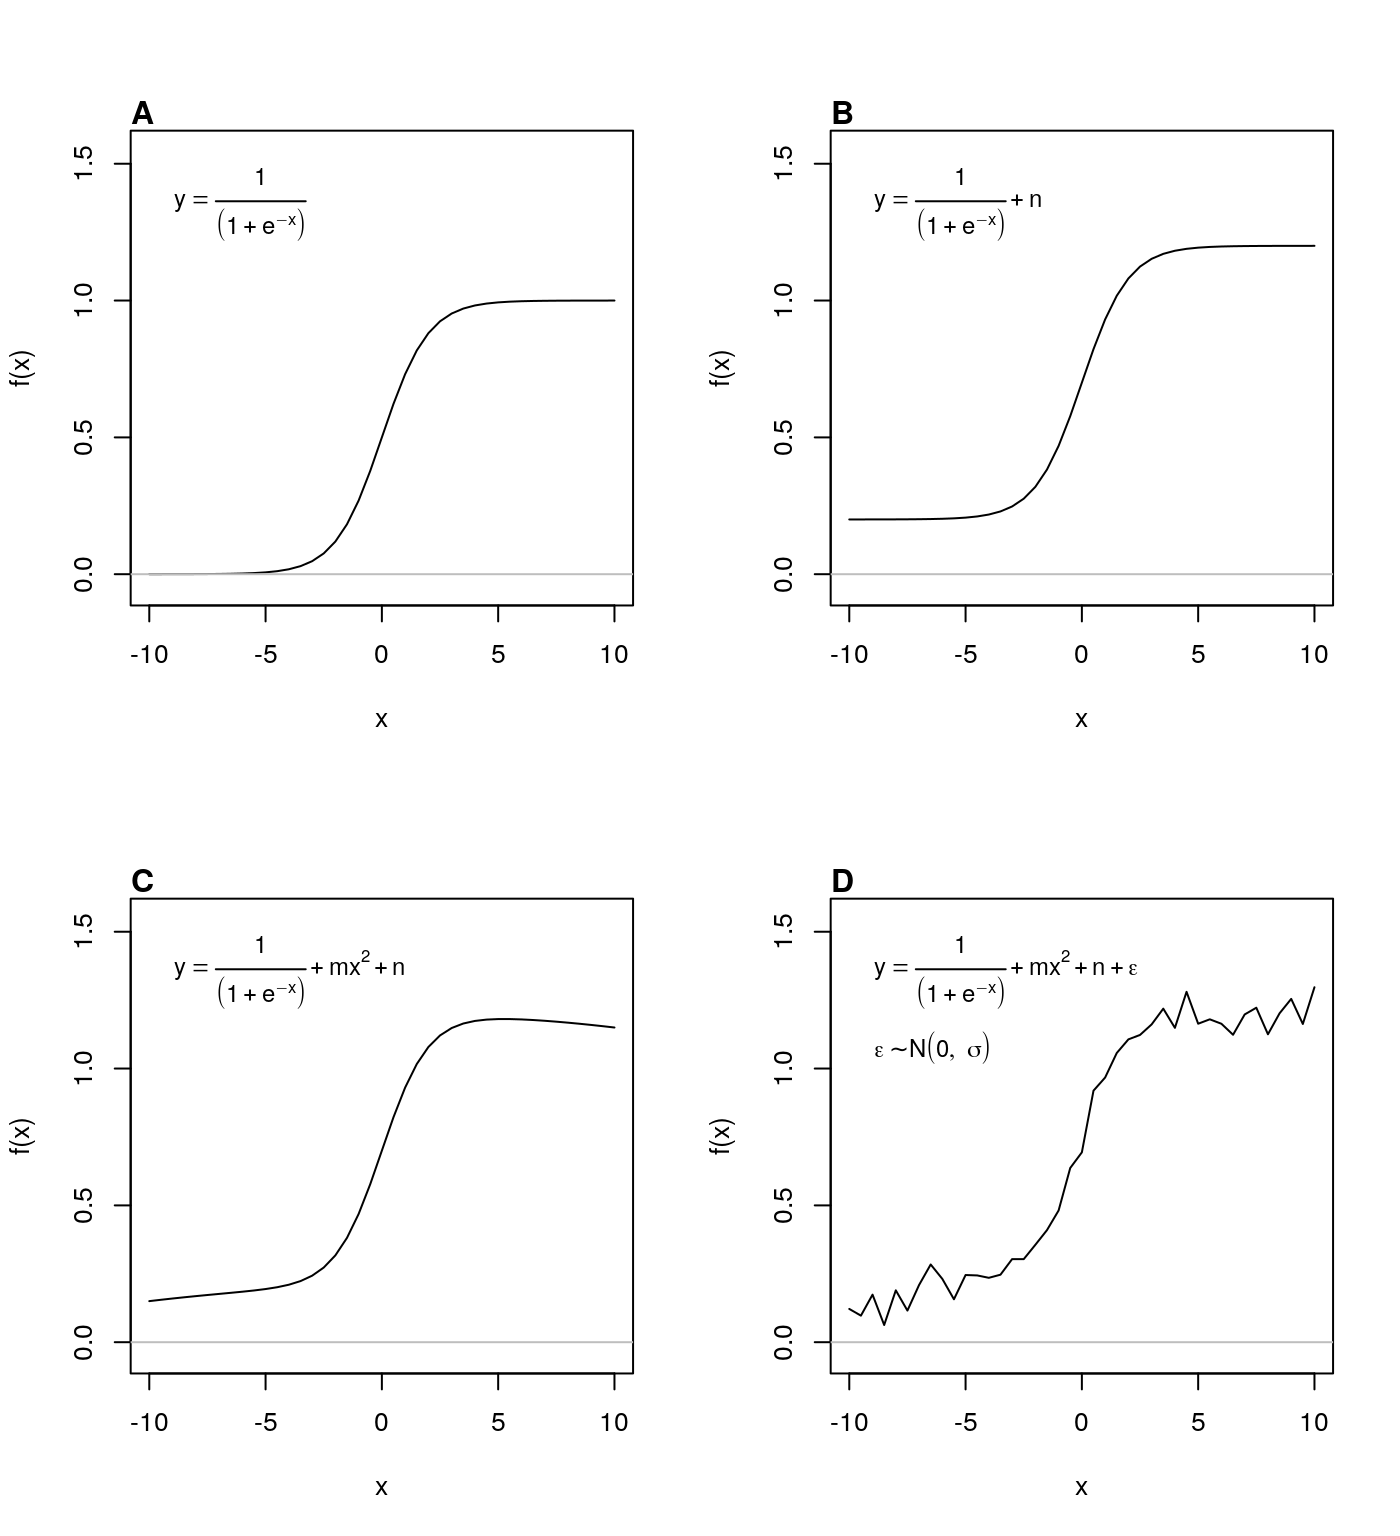 A
y = 1 / (1 + e^−x)
1.5
1.0
0.5
0.0
f(x)
-10 -5 0 5 10
x
B
y = 1 / (1 + e^−x) + n
1.5
1.0
0.5
0.0
f(x)
-10 -5 0 5 10
x
C
y = 1 / (1 + e^−x) + mx² + n
1.5
1.0
0.5
0.0
f(x)
-10 -5 0 5 10
x
D
y = 1 / (1 + e^−x) + mx² + n + ε
ε ~N(0, σ)
1.5
1.0
0.5
0.0
f(x)
-10 -5 0 5 10
x